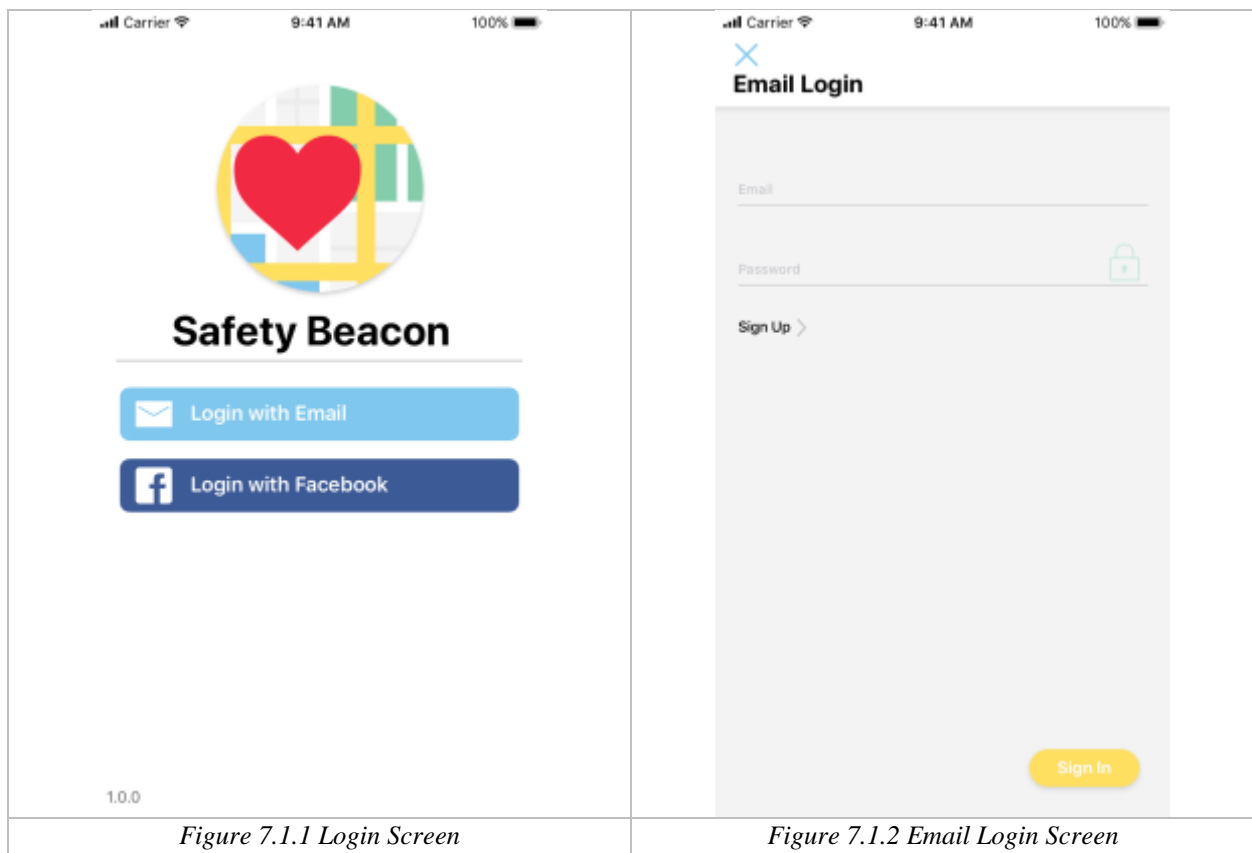 Carrier 9:41 AM 100%
Safety Beacon
Login with Email
f Login with Facebook
1.0.0
Figure 7.1.1 Login Screen
Carrier 9:41 AM 100%
Email Login
Email
Password
Sign Up
Sign In
Figure 7.1.2 Email Login Screen